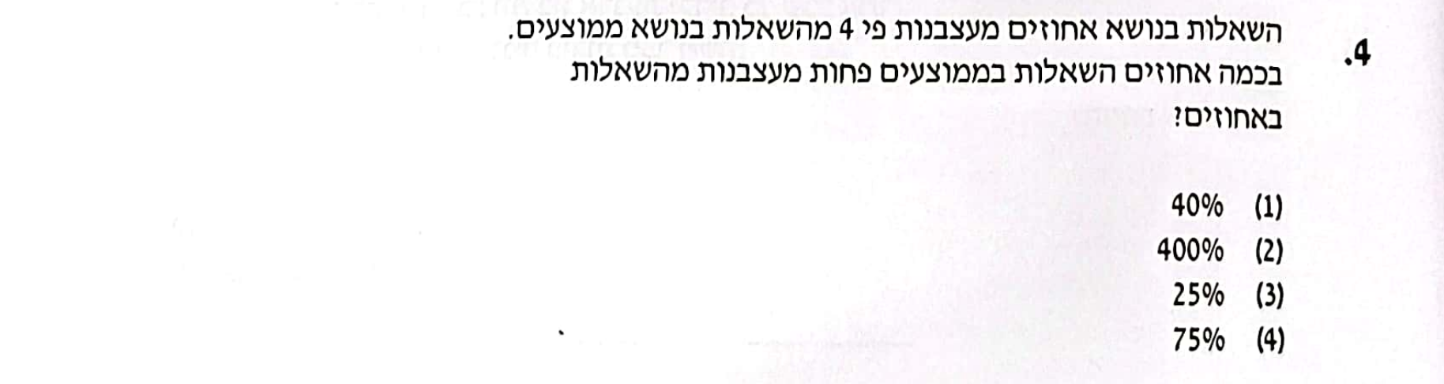 4. השאלות בנושא אחוזים מעצבנות פי 4 מהשאלות בנושא ממוצעים.
בכמה אחוזים השאלות בממוצעים פחות מעצבנות מהשאלות
באחוזים?
(1) 40%
(2) 400%
(3) 25%
(4) 75%